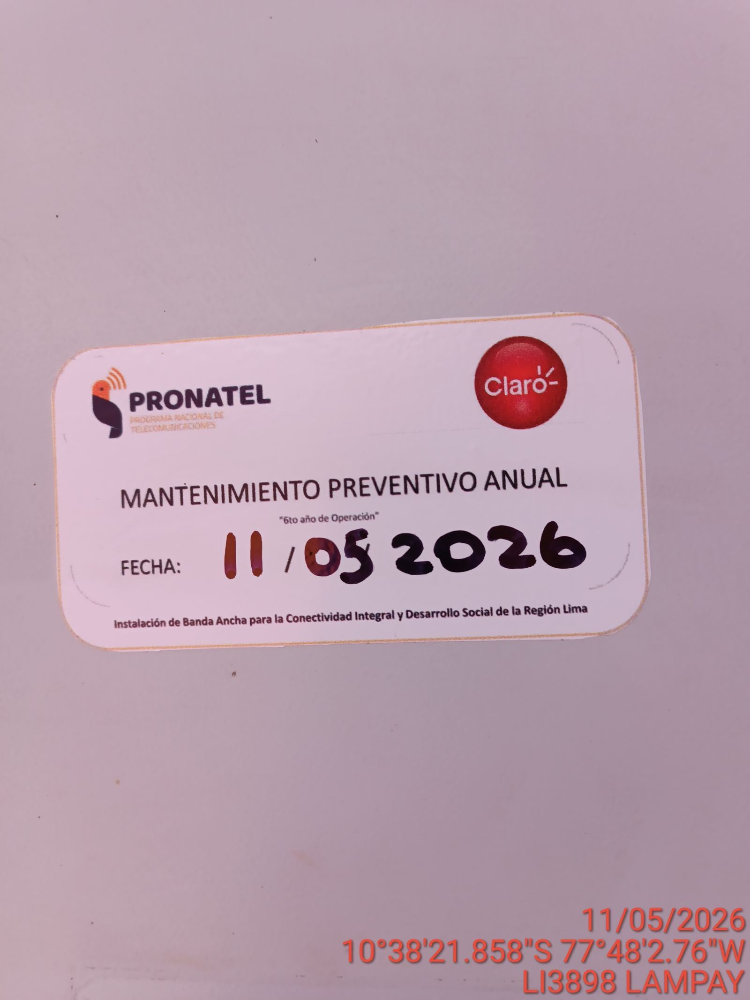 PRONATEL
PROGRAMA NACIONAL DE
TELECOMUNICACIONES
Claro
MANTENIMIENTO PREVENTIVO ANUAL
"6to año de Operación"
FECHA: 11 / 05 / 2026
Instalación de Banda Ancha para la Conectividad Integral y Desarrollo Social de la Región Lima
11/05/2026
10°38'21.858"S 77°48'2.76"W
LI3898 LAMPAY